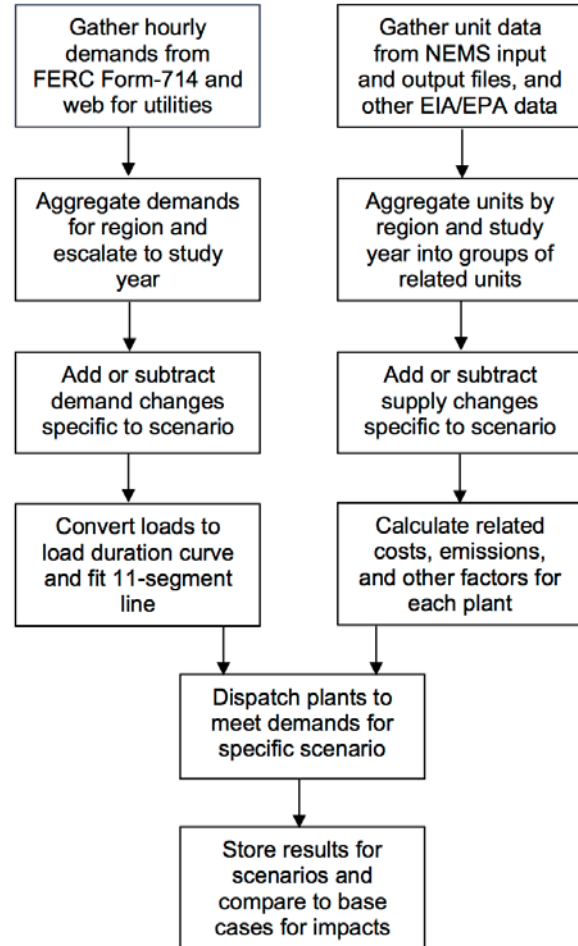 Gather hourly
demands from
FERC Form-714 and
web for utilities
Gather unit data
from NEMS input
and output files, and
other EIA/EPA data
Aggregate demands
for region and
escalate to study
year
Aggregate units by
region and study
year into groups of
related units
Add or subtract
demand changes
specific to scenario
Add or subtract
supply changes
specific to scenario
Convert loads to
load duration curve
and fit 11-segment
line
Calculate related
costs, emissions,
and other factors for
each plant
Dispatch plants to
meet demands for
specific scenario
Store results for
scenarios and
compare to base
cases for impacts